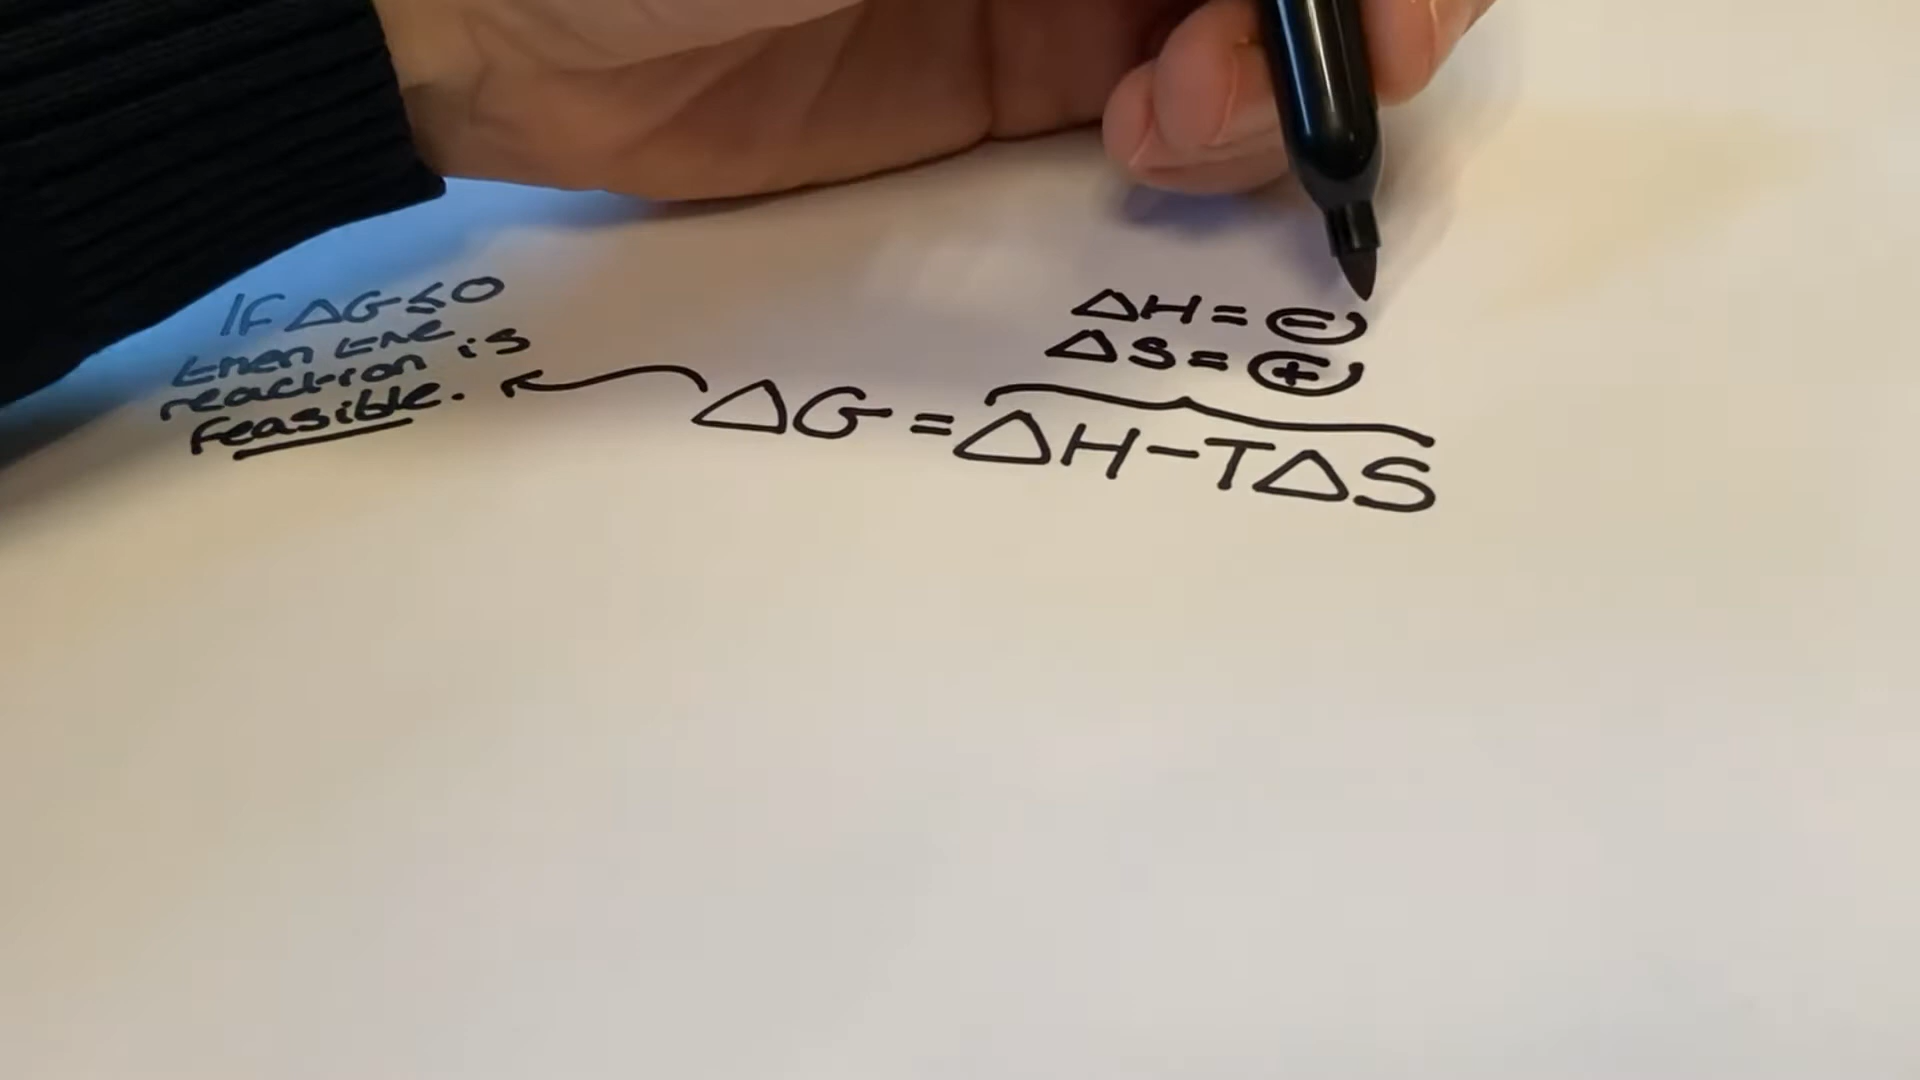 If ΔG≤0
then the
reaction is
feasible.
ΔH = ⊖
ΔS = ⊕
ΔG = ΔH-TΔS